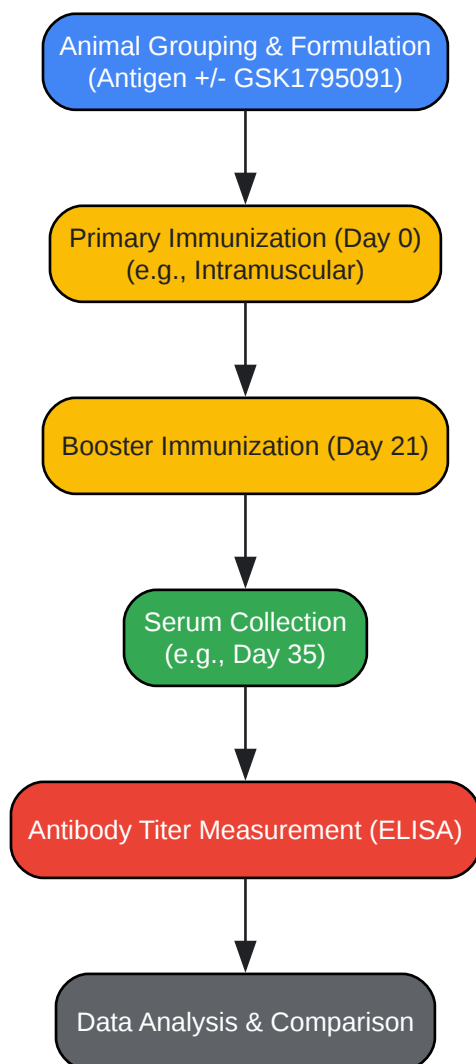 Animal Grouping & Formulation
(Antigen +/- GSK1795091)
Primary Immunization (Day 0)
(e.g., Intramuscular)
Booster Immunization (Day 21)
Serum Collection
(e.g., Day 35)
Antibody Titer Measurement (ELISA)
Data Analysis & Comparison